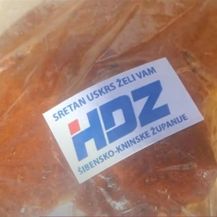 SRETAN USKRS ŽELI VAM
HDZ
ŠIBENSKO-KNINSKE ŽUPANIJE